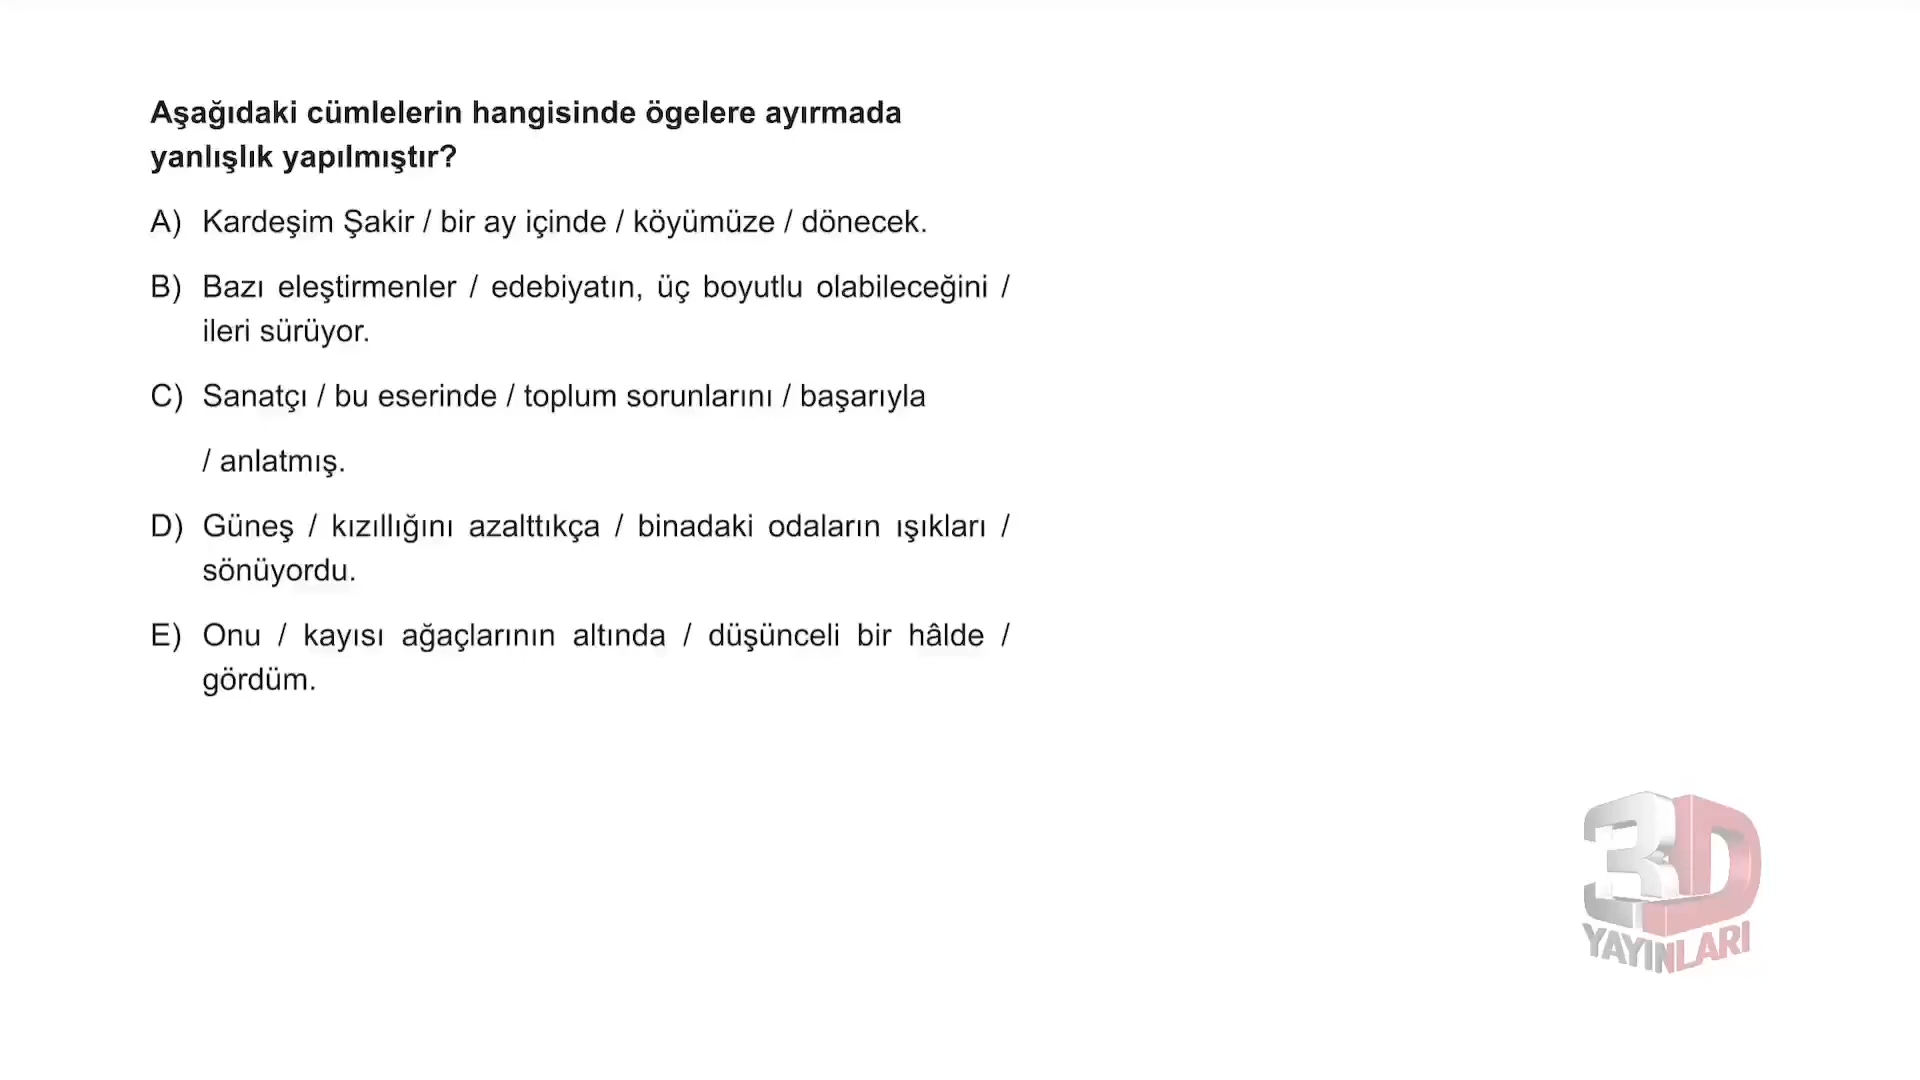 Aşağıdaki cümlelerin hangisinde ögelere ayırmada
yanlışlık yapılmıştır?
A) Kardeşim Şakir / bir ay içinde / köyümüze / dönecek.
B) Bazı eleştirmenler / edebiyatın, üç boyutlu olabileceğini /
ileri sürüyor.
C) Sanatçı / bu eserinde / toplum sorunlarını / başarıyla
/ anlatmış.
D) Güneş / kızıllığını azalttıkça / binadaki odaların ışıkları /
sönüyordu.
E) Onu / kayısı ağaçlarının altında / düşünceli bir hâlde /
gördüm.
3D
YAYINLARI